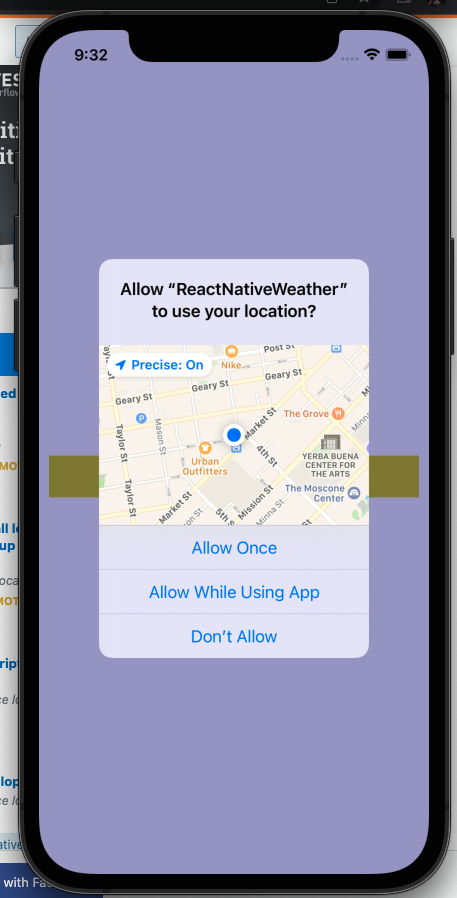 9:32
Allow “ReactNativeWeather”
to use your location?
Precise: On
Post St
Nike
Geary St
Geary St
Geary St
The Grove
Mason St
Taylor St
Market St
4th St
Urban
Outfitters
YERBA BUENA
CENTER FOR
THE ARTS
The Moscone
Center
Taylor St
Mission St
Market St
Minna St
5th S
Allow Once
Allow While Using App
Don’t Allow
with Fa